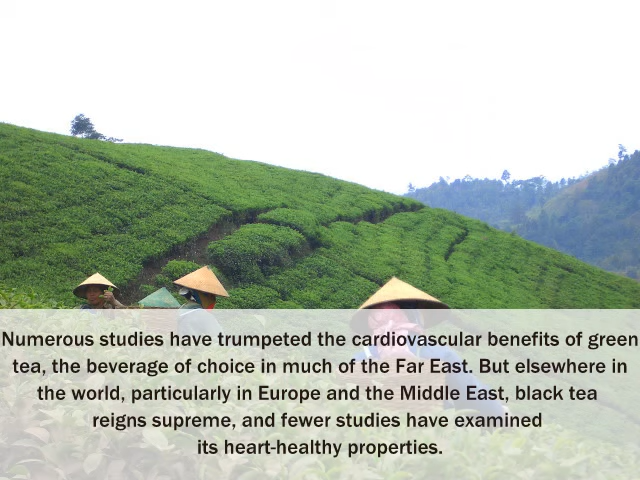 Numerous studies have trumpeted the cardiovascular benefits of green
tea, the beverage of choice in much of the Far East. But elsewhere in
the world, particularly in Europe and the Middle East, black tea
reigns supreme, and fewer studies have examined
its heart-healthy properties.